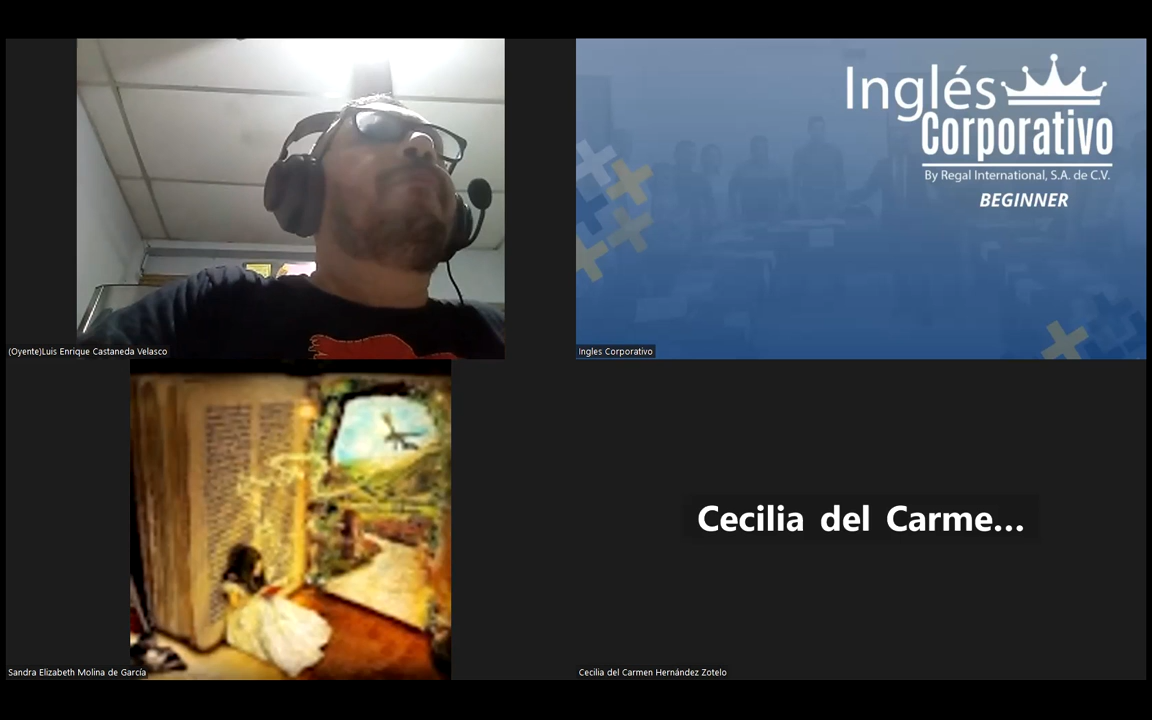 Inglés
Corporativo
By Regal International, S.A. de C.V.
BEGINNER
(Oyente)Luis Enrique Castaneda Velasco
Ingles Corporativo
Cecilia del Carme...
Sandra Elizabeth Molina de García
Cecilia del Carmen Hernández Zotelo